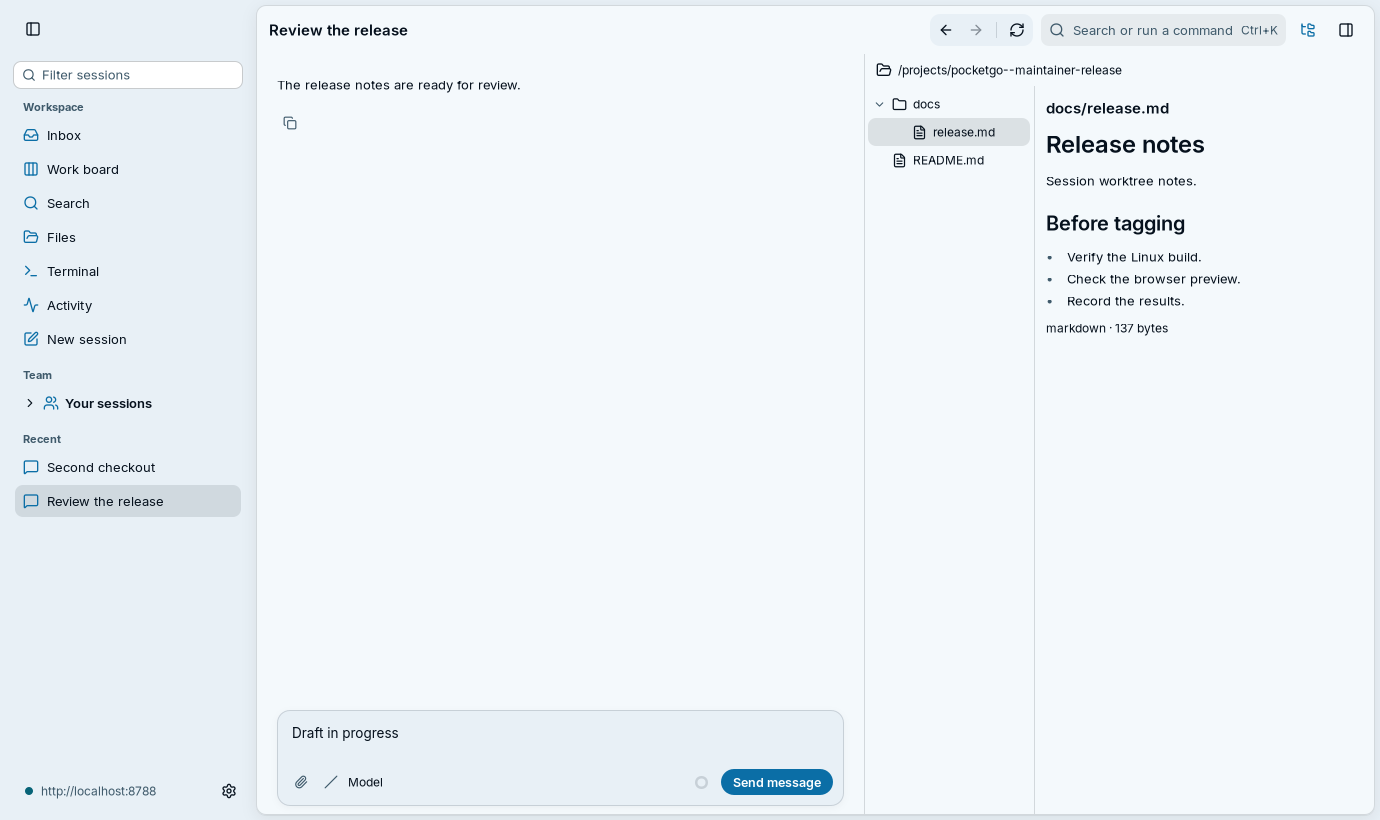 Review the release
Search or run a command Ctrl+K
Filter sessions
Workspace
Inbox
Work board
Search
Files
Terminal
Activity
New session
Team
Your sessions
Recent
Second checkout
Review the release
http://localhost:8788
The release notes are ready for review.
Draft in progress
Model
Send message
/projects/pocketgo--maintainer-release
docs
release.md
README.md
docs/release.md
Release notes
Session worktree notes.
Before tagging
• Verify the Linux build.
• Check the browser preview.
• Record the results.
markdown · 137 bytes